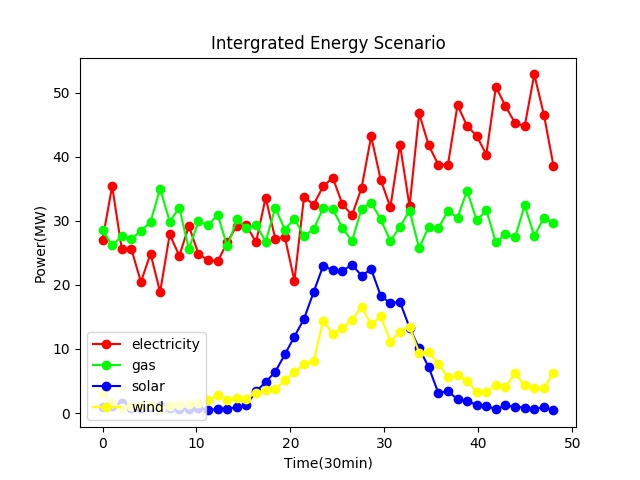 Intergrated Energy Scenario
Power(MW)
50
40
30
20
10
0
electricity
gas
solar
wind
0 10 20 30 40 50
Time(30min)